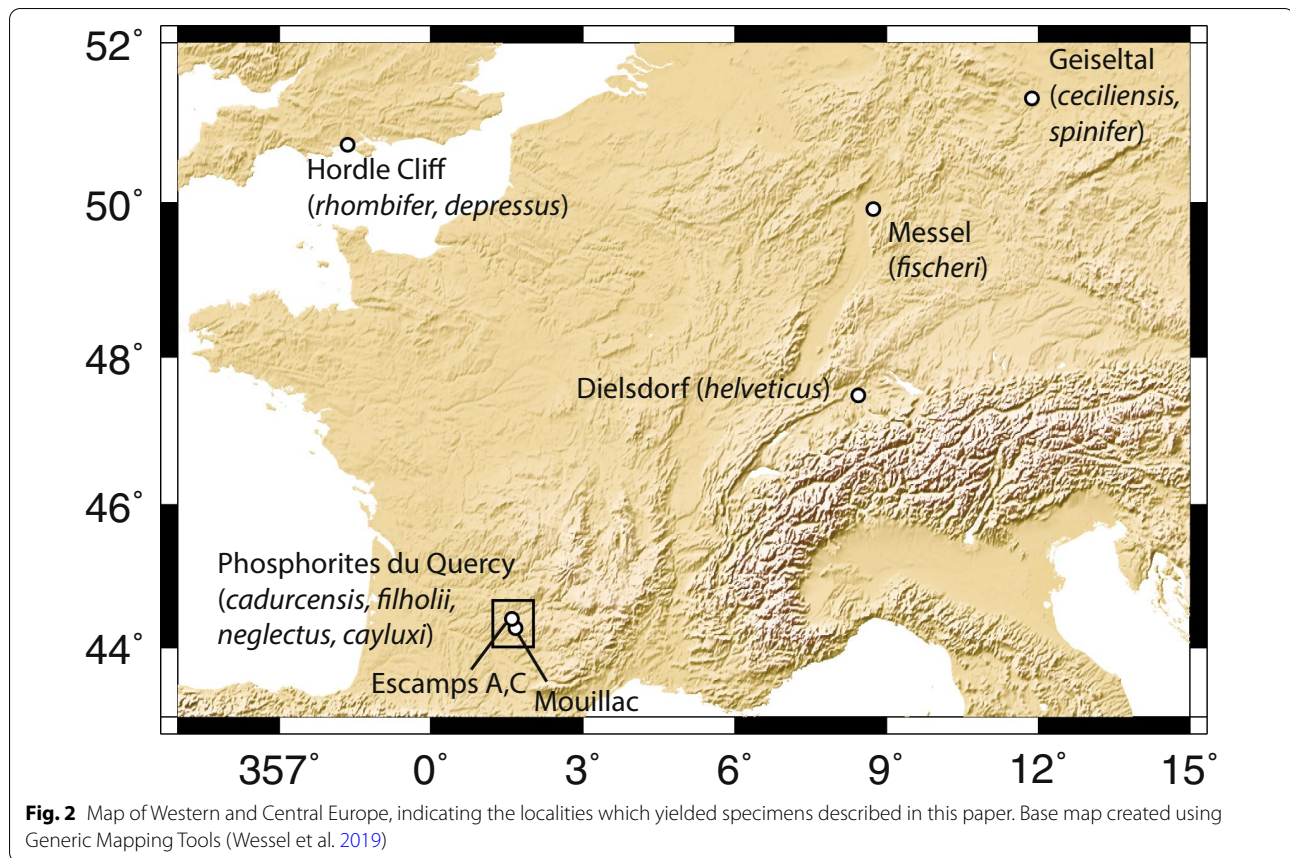 52°
50°
48°
46°
44°
Geiseltal
(ceciliensis,
spinifer)
Hordle Cliff
(rhombifer, depressus)
Messel
(fischeri)
Dielsdorf (helveticus)
Phosphorites du Quercy
(cadurcensis, filholii,
neglectus, cayluxi)
Escamps A,C
Mouillac
357° 0° 3° 6° 9° 12° 15°
Fig. 2 Map of Western and Central Europe, indicating the localities which yielded specimens described in this paper. Base map created using
Generic Mapping Tools (Wessel et al. 2019)